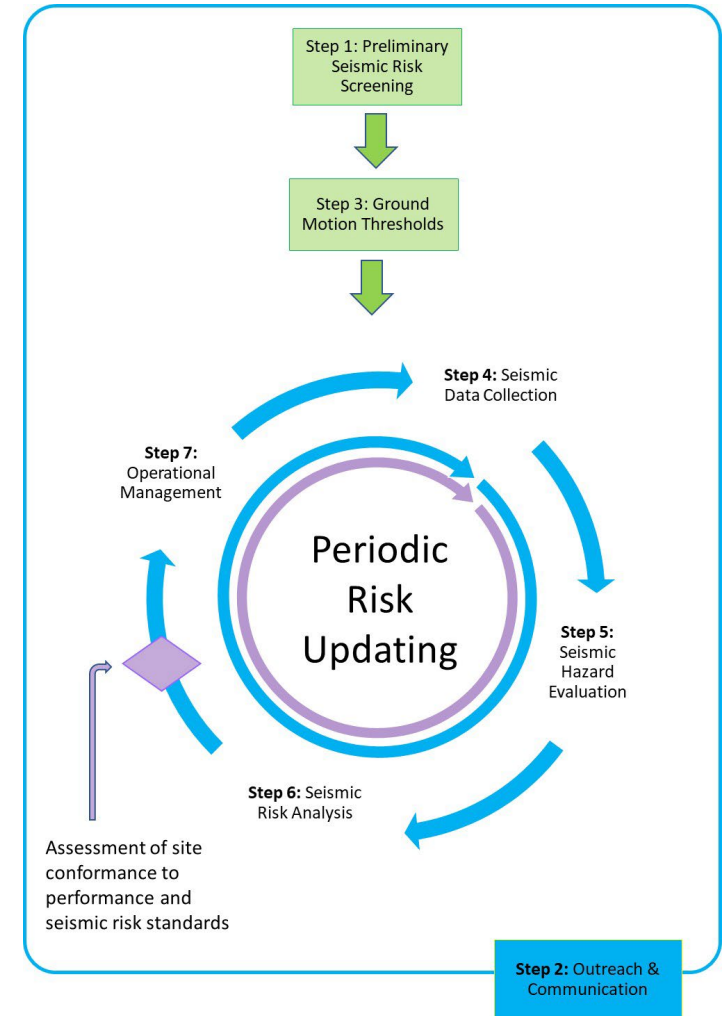 Step 1: Preliminary
Seismic Risk
Screening
Step 3: Ground
Motion Thresholds
Step 4: Seismic
Data Collection
Step 7:
Operational
Management
Periodic
Risk
Updating
Step 5:
Seismic
Hazard
Evaluation
Step 6: Seismic
Risk Analysis
Assessment of site
conformance to
performance and
seismic risk standards
Step 2: Outreach &
Communication